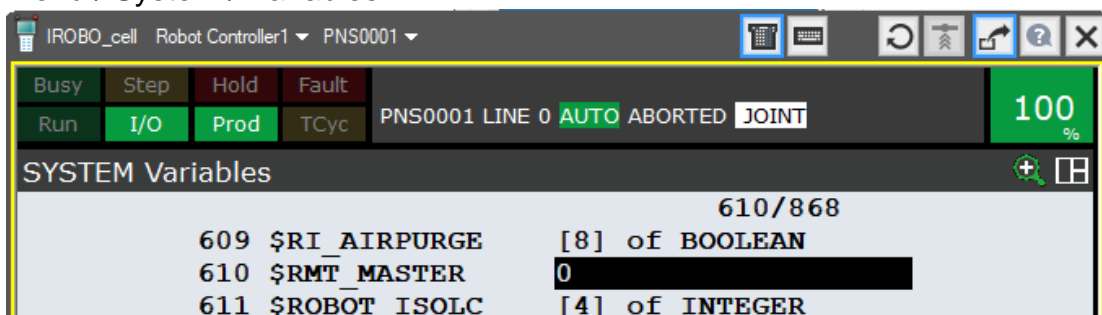 IROBO_cell Robot Controller1 PNS0001
Busy Step Hold Fault
Run I/O Prod TCyc
PNS0001 LINE 0 AUTO ABORTED JOINT
100
%
SYSTEM Variables
610/868
609 $RI_AIRPURGE [8] of BOOLEAN
610 $RMT_MASTER 0
611 $ROBOT_ISOLC [4] of INTEGER